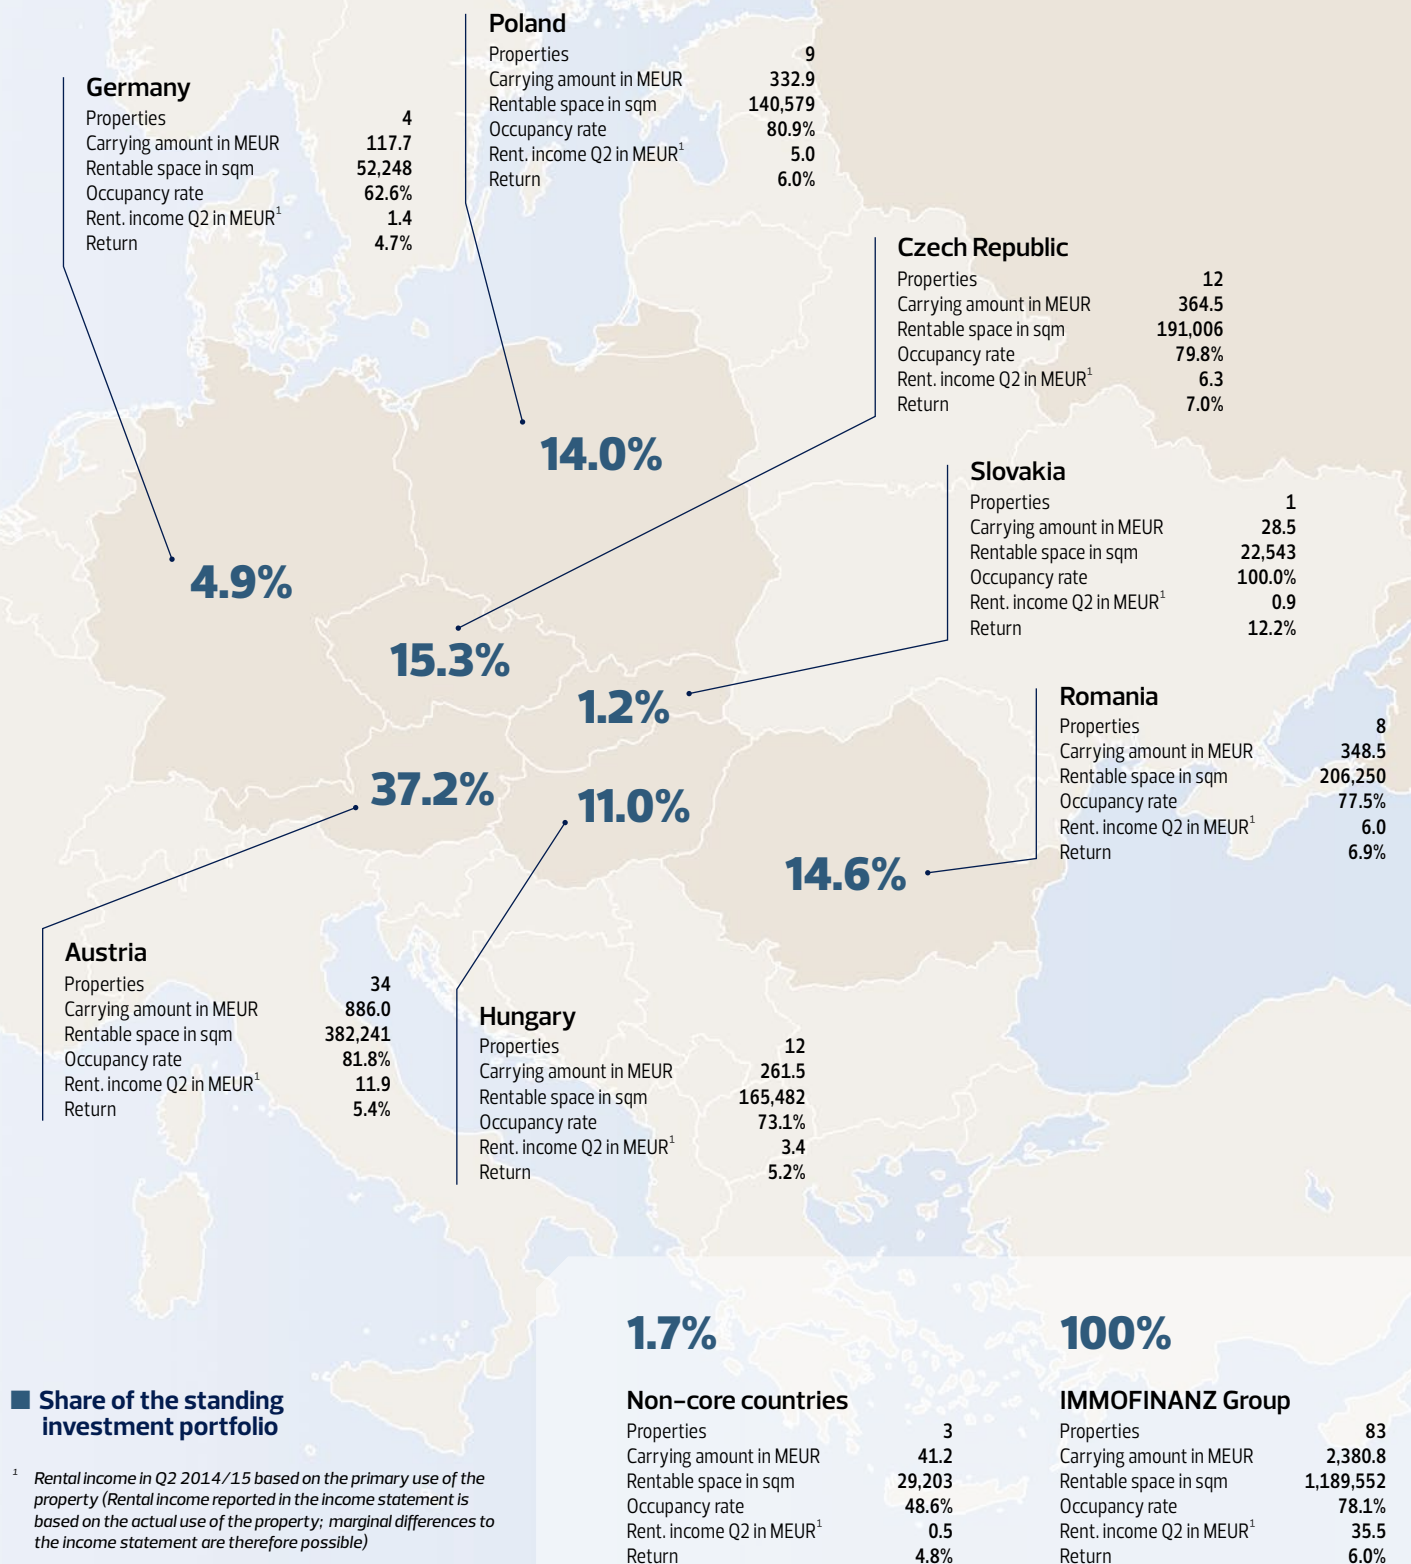 Poland
Properties 9
Carrying amount in MEUR 332.9
Rentable space in sqm 140,579
Occupancy rate 80.9%
Rent. income Q2 in MEUR¹ 5.0
Return 6.0%
Germany
Properties 4
Carrying amount in MEUR 117.7
Rentable space in sqm 52,248
Occupancy rate 62.6%
Rent. income Q2 in MEUR¹ 1.4
Return 4.7%
Czech Republic
Properties 12
Carrying amount in MEUR 364.5
Rentable space in sqm 191,006
Occupancy rate 79.8%
Rent. income Q2 in MEUR¹ 6.3
Return 7.0%
14.0%
Slovakia
Properties 1
Carrying amount in MEUR 28.5
Rentable space in sqm 22,543
Occupancy rate 100.0%
Rent. income Q2 in MEUR¹ 0.9
Return 12.2%
4.9%
15.3%
1.2%
Romania
Properties 8
Carrying amount in MEUR 348.5
Rentable space in sqm 206,250
Occupancy rate 77.5%
Rent. income Q2 in MEUR¹ 6.0
Return 6.9%
37.2%
11.0%
14.6%
Austria
Properties 34
Carrying amount in MEUR 886.0
Rentable space in sqm 382,241
Occupancy rate 81.8%
Rent. income Q2 in MEUR¹ 11.9
Return 5.4%
Hungary
Properties 12
Carrying amount in MEUR 261.5
Rentable space in sqm 165,482
Occupancy rate 73.1%
Rent. income Q2 in MEUR¹ 3.4
Return 5.2%
1.7%
Non-core countries
Properties 3
Carrying amount in MEUR 41.2
Rentable space in sqm 29,203
Occupancy rate 48.6%
Rent. income Q2 in MEUR¹ 0.5
Return 4.8%
100%
IMMOFINANZ Group
Properties 83
Carrying amount in MEUR 2,380.8
Rentable space in sqm 1,189,552
Occupancy rate 78.1%
Rent. income Q2 in MEUR¹ 35.5
Return 6.0%
Share of the standing
investment portfolio
¹ Rental income in Q2 2014/15 based on the primary use of the
property (Rental income reported in the income statement is
based on the actual use of the property; marginal differences to
the income statement are therefore possible)